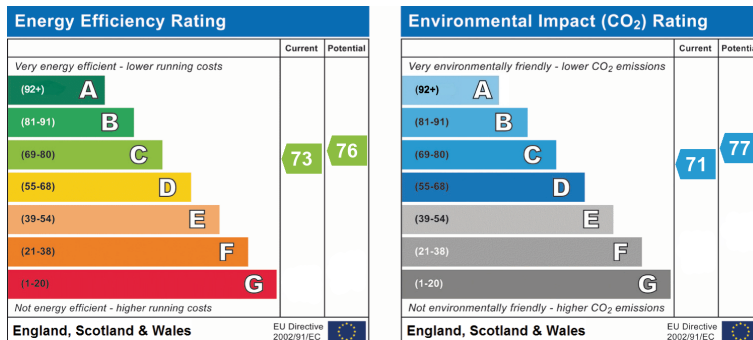 Energy Efficiency Rating
Current Potential
Very energy efficient - lower running costs
(92+) A
(81-91) B
(69-80) C
73 76
(55-68) D
(39-54) E
(21-38) F
(1-20) G
Not energy efficient - higher running costs
England, Scotland & Wales
EU Directive
2002/91/EC
Environmental Impact (CO2) Rating
Current Potential
Very environmentally friendly - lower CO2 emissions
(92+) A
(81-91) B
(69-80) C
71 77
(55-68) D
(39-54) E
(21-38) F
(1-20) G
Not environmentally friendly - higher CO2 emissions
England, Scotland & Wales
EU Directive
2002/91/EC